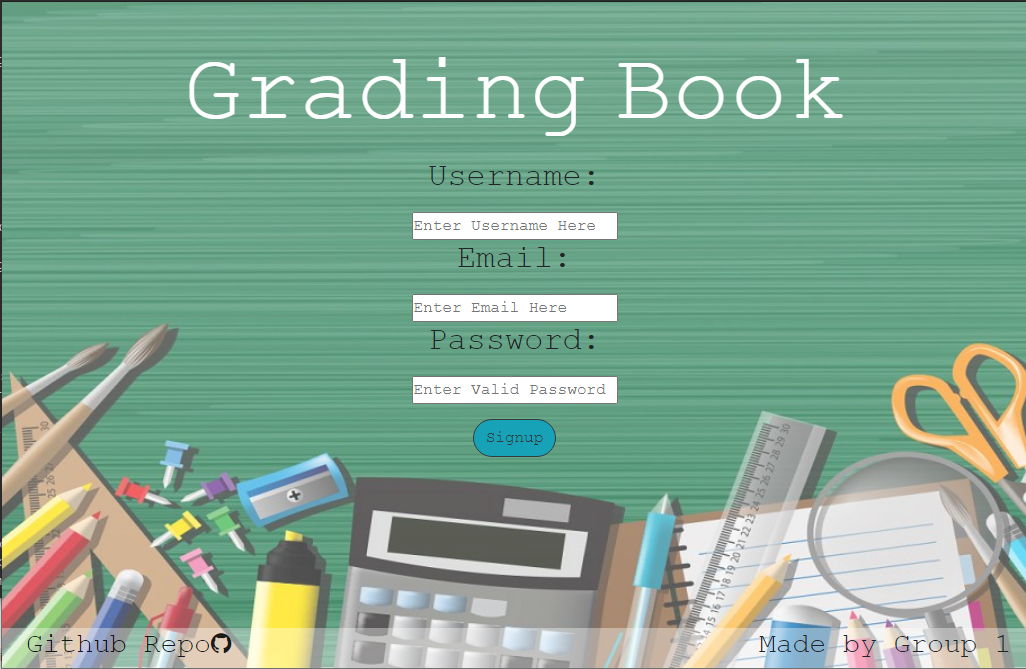 Grading Book
Username:
Enter Username Here
Email:
Enter Email Here
Password:
Enter Valid Password
Signup
Github Repo
Made by Group 1